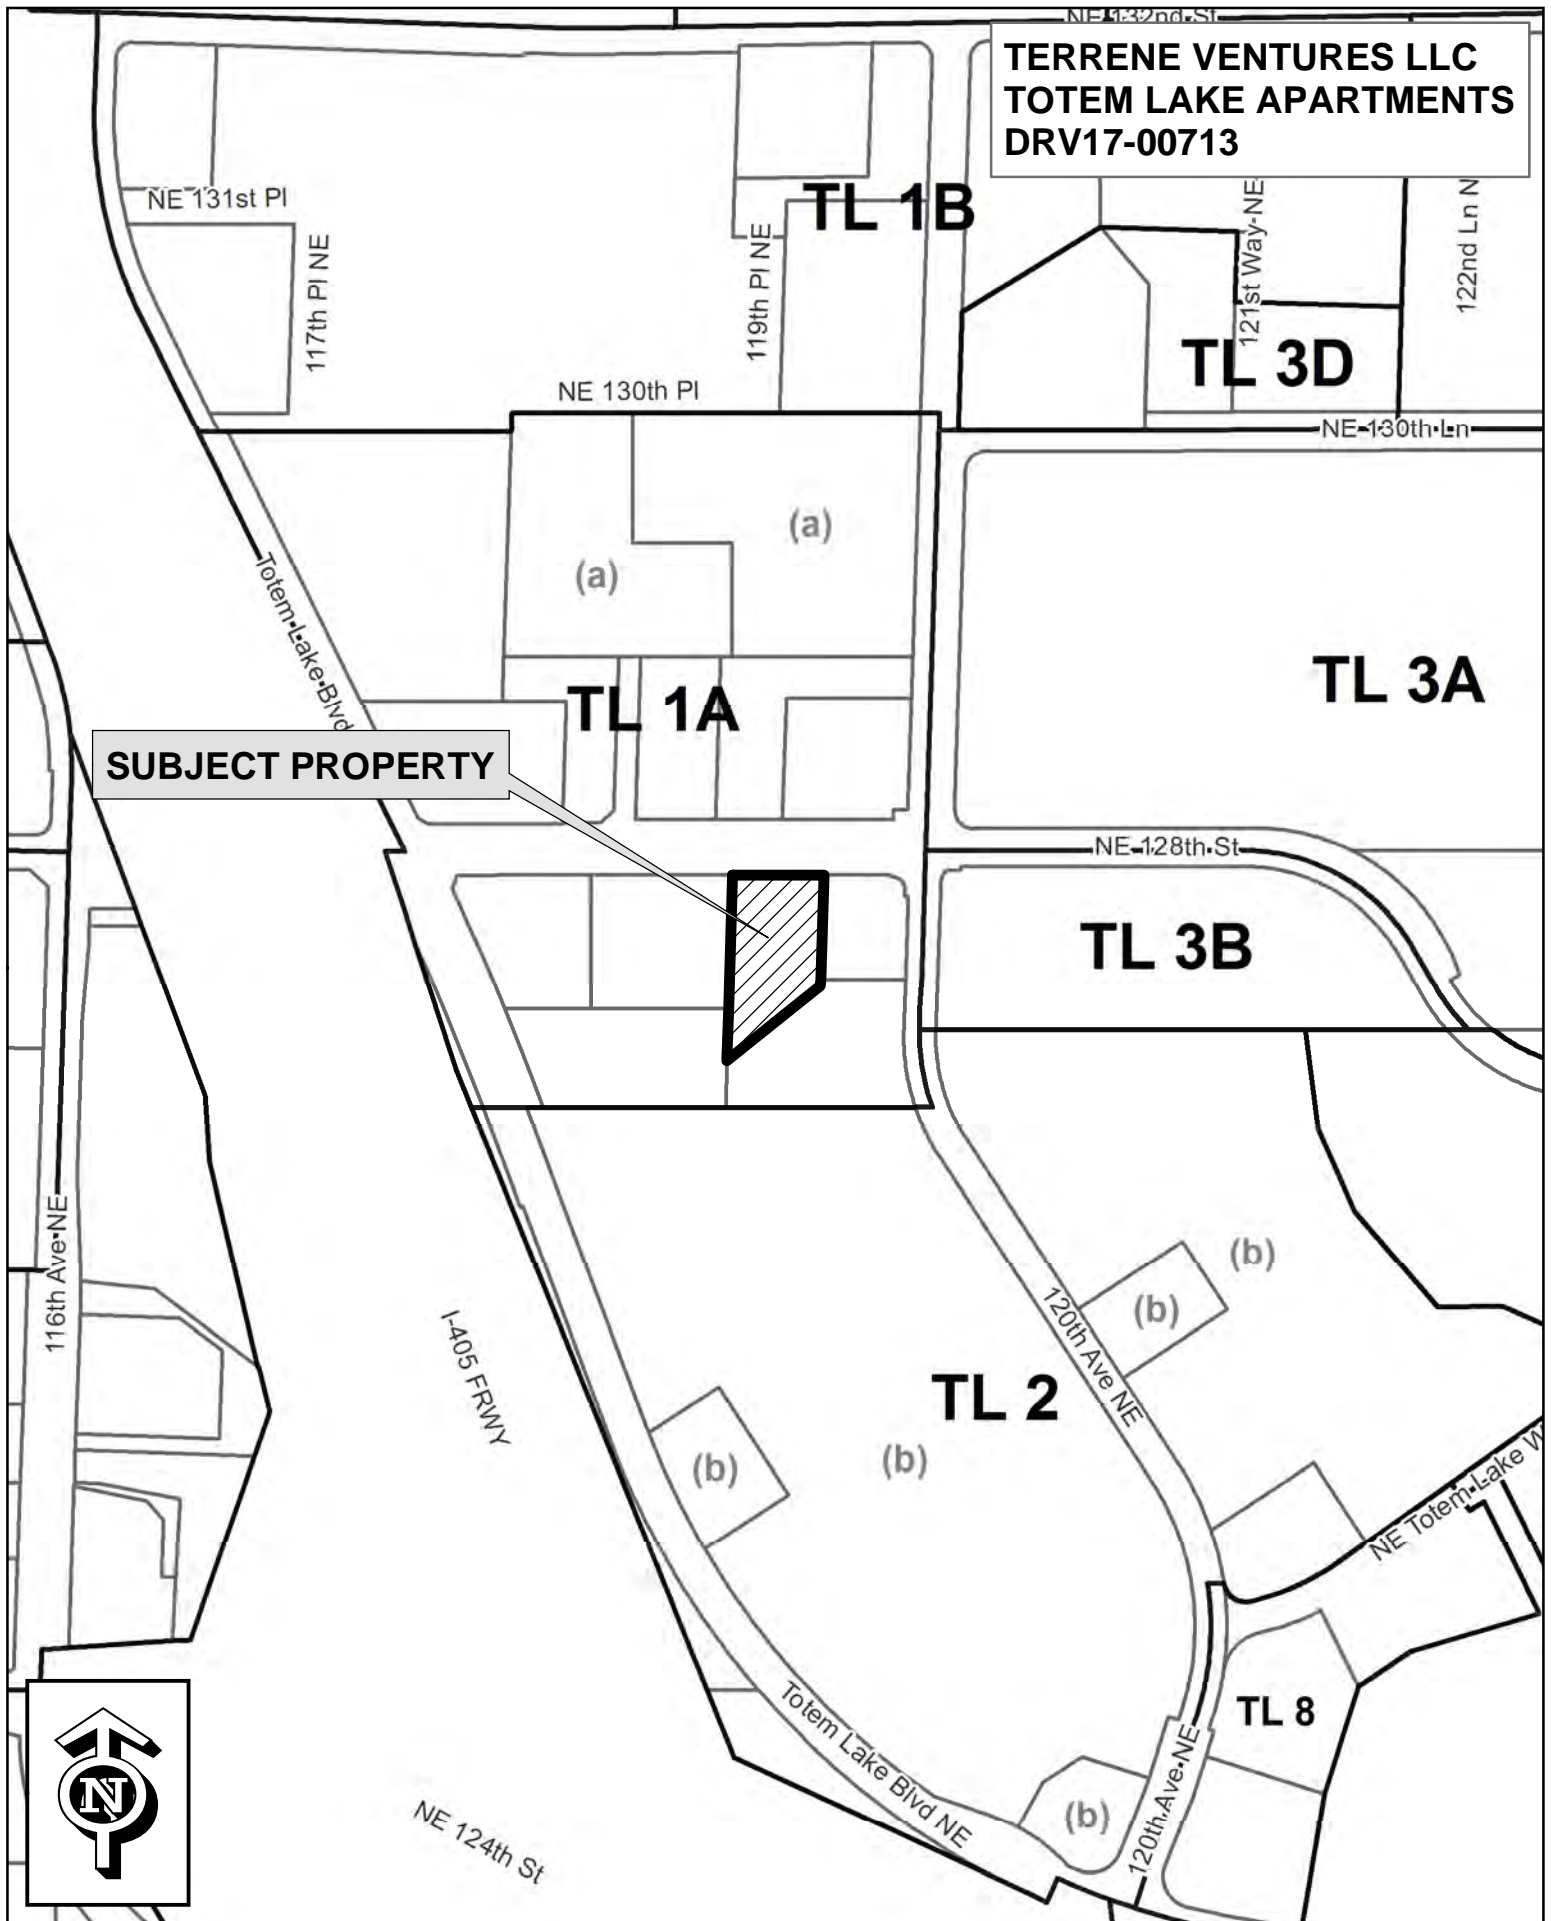 NE 132nd St
TERRENE VENTURES LLC
TOTEM LAKE APARTMENTS
DRV17-00713
NE 131st Pl
TL 1B
117th Pl NE
119th Pl NE
121st Way NE
122nd Ln N
TL 3D
NE 130th Pl
NE 130th Ln
(a)
(a)
Totem Lake Blvd
TL 3A
TL 1A
SUBJECT PROPERTY
NE 128th St
TL 3B
116th Ave NE
(b)
(b)
120th Ave NE
I-405 FRWY
TL 2
(b)
(b)
NE Totem Lake W
TL 8
Totem Lake Blvd NE
120th Ave NE
(b)
N
NE 124th St